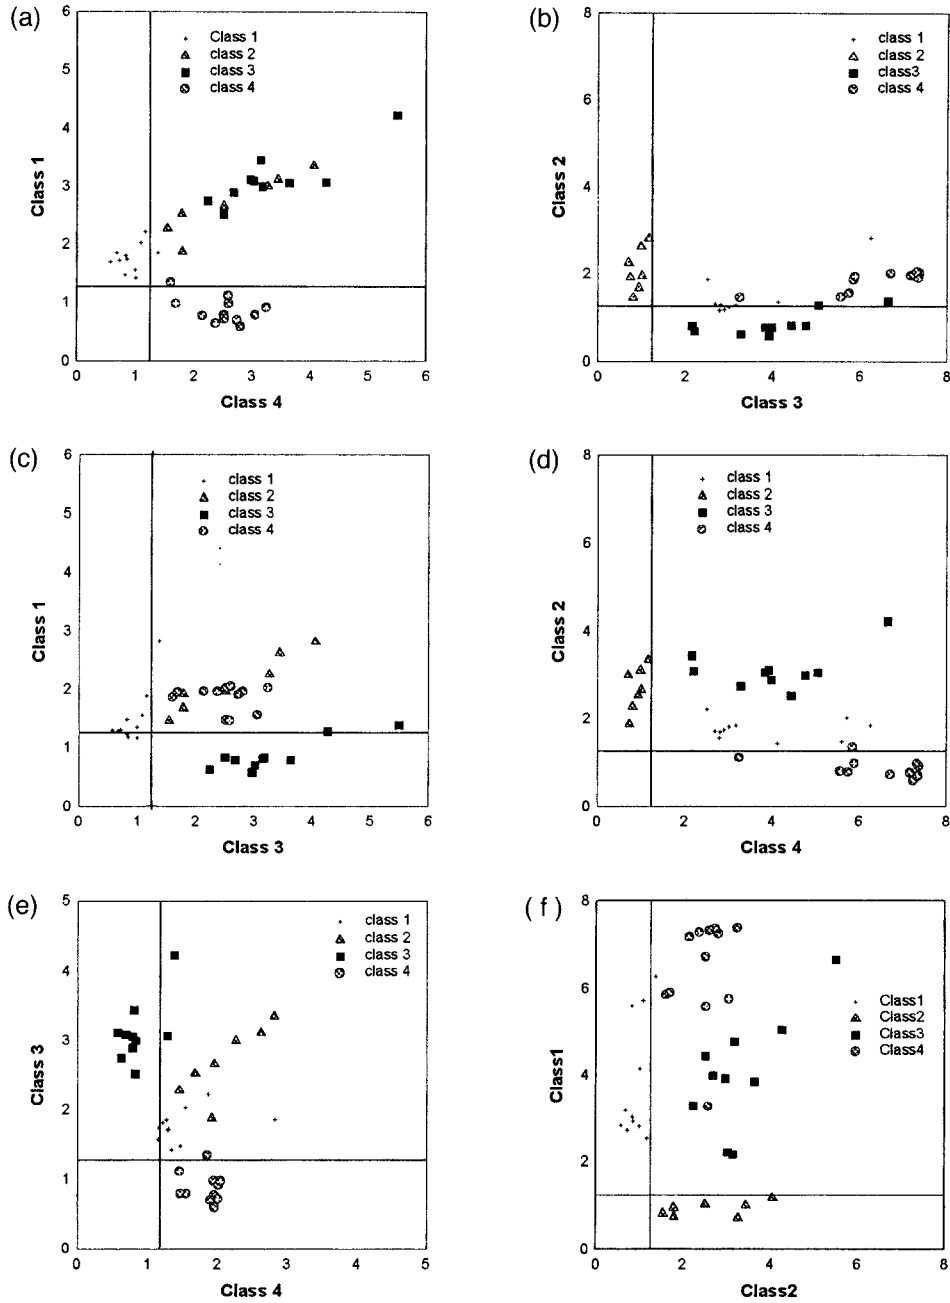 (a)
6
5
4
3
2
1
0
Class 1
Class 1
class 2
class 3
class 4
0 1 2 3 4 5 6
Class 4
(b)
8
6
4
2
0
Class 2
class 1
class 2
class3
class 4
0 2 4 6 8
Class 3
(c)
6
5
4
3
2
1
0
Class 1
class 1
class 2
class 3
class 4
0 1 2 3 4 5 6
Class 3
(d)
8
6
4
2
0
Class 2
class 1
class 2
class 3
class 4
0 2 4 6 8
Class 4
(e)
5
4
3
2
1
0
Class 3
class 1
class 2
class 3
class 4
0 1 2 3 4 5
Class 4
( f )
8
6
4
2
0
Class1
Class1
Class2
Class3
Class4
0 2 4 6 8
Class2